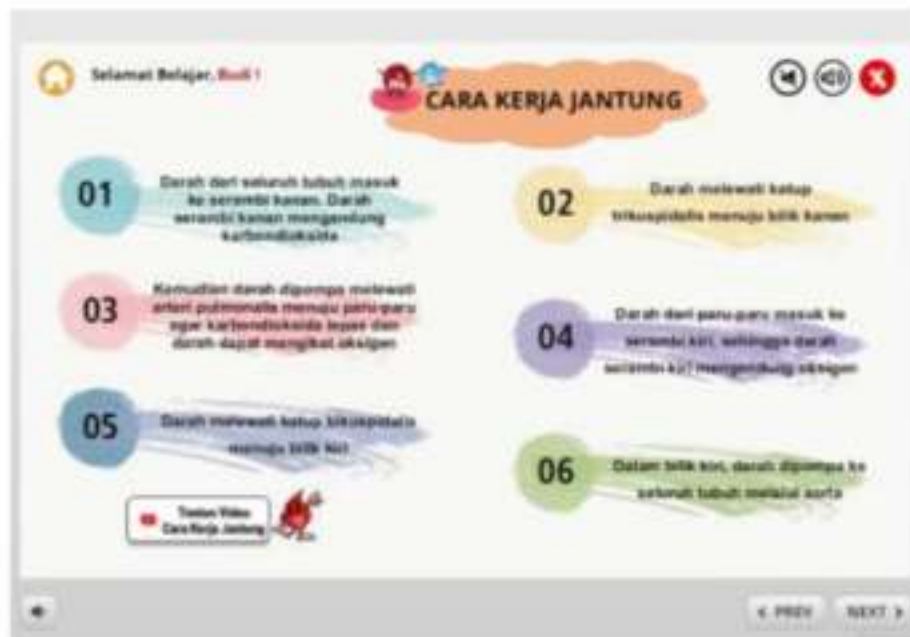 Selamat Belajar, Budi !
CARA KERJA JANTUNG
01
Darah dari seluruh tubuh masuk
ke serambi kanan. Darah
serambi kanan mengandung
karbondioksida
02
Darah melewati katup
trikuspidalis menuju bilik kanan
03
Kemudian darah dipompa melewati
arteri pulmonalis menuju paru-paru
agar karbondioksida lepas dan
darah dapat mengikat oksigen
04
Darah dari paru-paru masuk ke
serambi kiri, sehingga darah
serambi kiri mengandung oksigen
05
Darah melewati katup bikuspidalis
menuju bilik kiri
06
Dalam bilik kiri, darah dipompa ke
seluruh tubuh melalui aorta
Tonton Video
Cara Kerja Jantung
< PREV
NEXT >